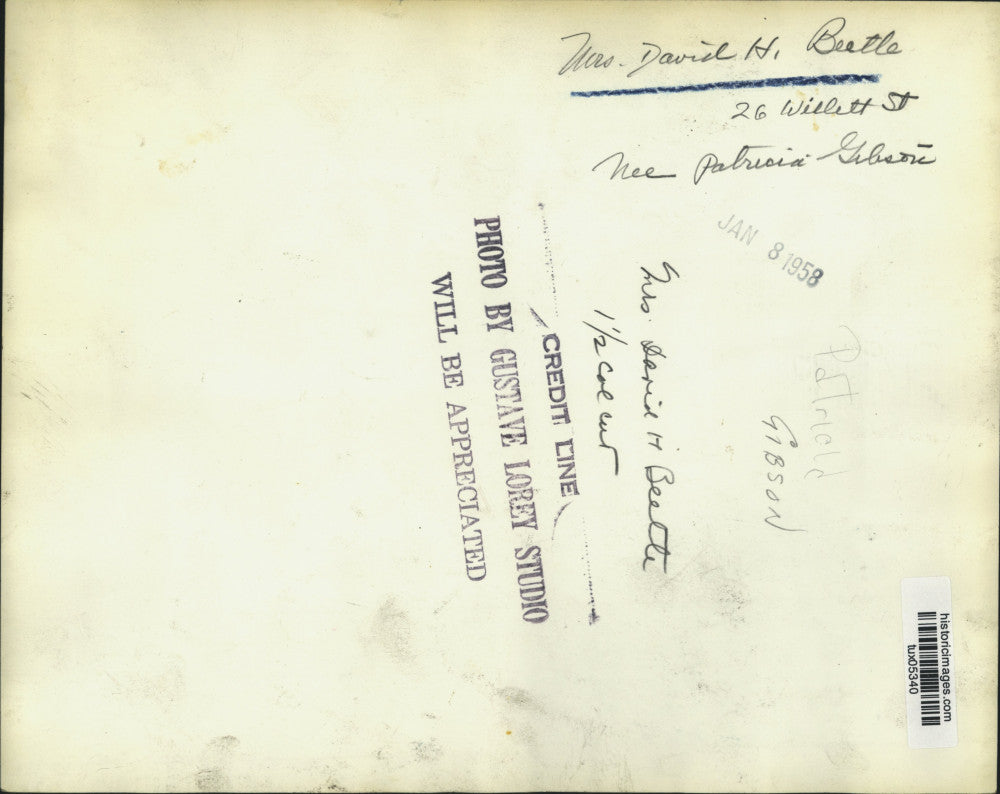 Mrs. David H. Beetle
26 Willett St
Nee Patricia Gibson
JAN 8 1958
Mrs. David H Beetle
1 1/2 col cut
CREDIT LINE
PHOTO BY GUSTAVE LOREY STUDIO
WILL BE APPRECIATED
Patricia
GIBSON
historicimages.com
tux05340